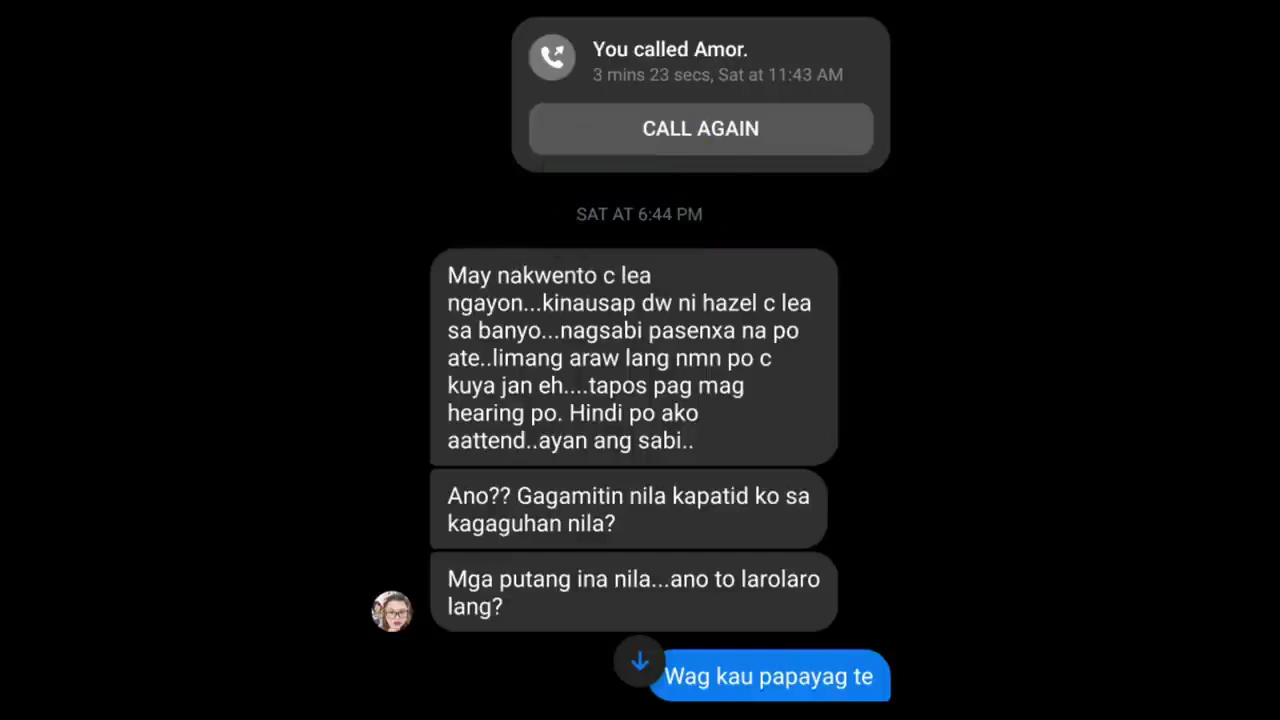 You called Amor.
3 mins 23 secs, Sat at 11:43 AM
CALL AGAIN
SAT AT 6:44 PM
May nakwento c lea
ngayon...kinausap dw ni hazel c lea
sa banyo...nagsabi pasenxa na po
ate..limang araw lang nmn po c
kuya jan eh....tapos pag mag
hearing po. Hindi po ako
aattend..ayan ang sabi..
Ano?? Gagamitin nila kapatid ko sa
kagaguhan nila?
Mga putang ina nila...ano to larolaro
lang?
Wag kau papayag te